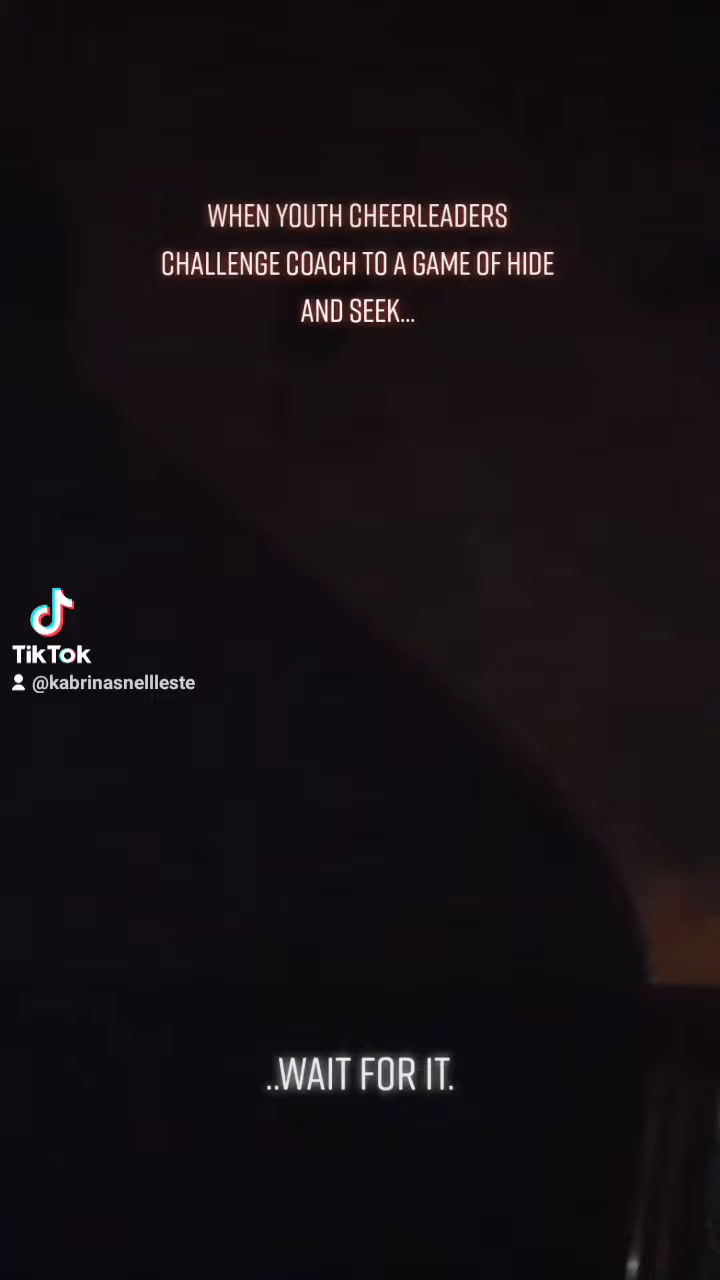 WHEN YOUTH CHEERLEADERS
CHALLENGE COACH TO A GAME OF HIDE
AND SEEK...
TikTok
@kabrinasnellleste
..WAIT FOR IT.